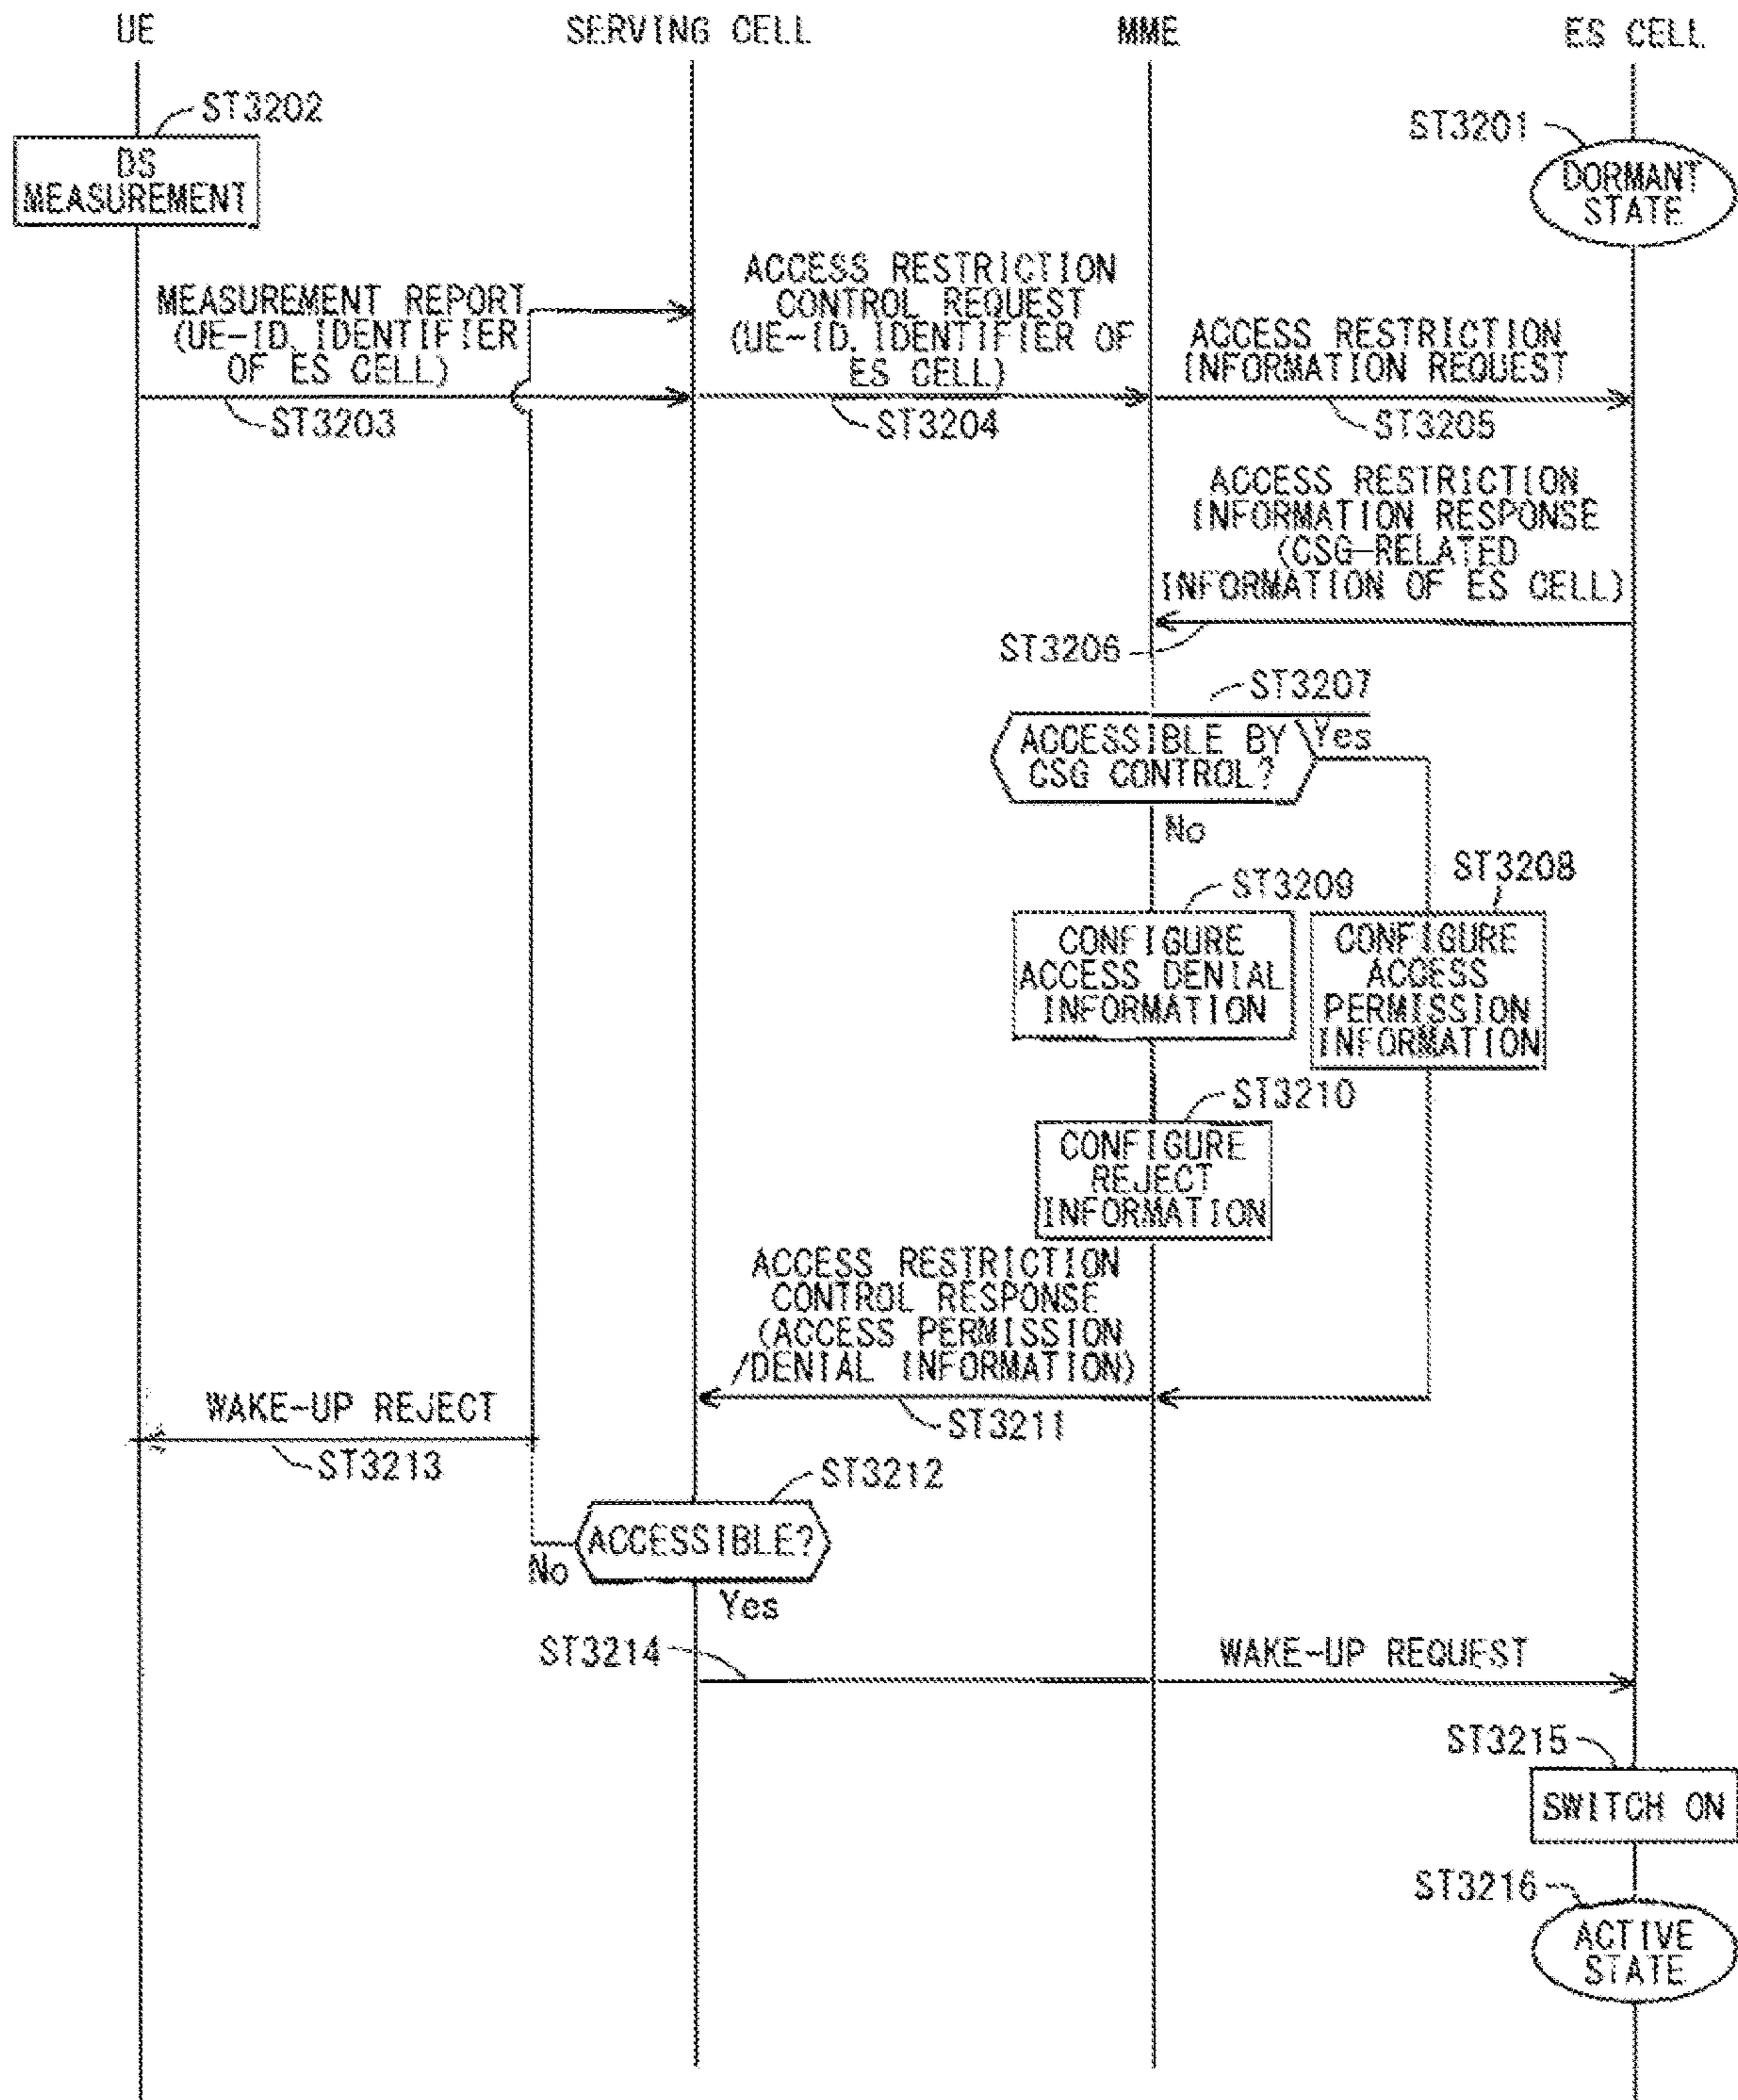 UE
SERVING CELL
MME
ES CELL
ST3202
DS
MEASUREMENT
ST3201
DORMANT
STATE
MEASUREMENT REPORT
(UE-ID, IDENTIFIER
OF ES CELL)
ST3203
ACCESS RESTRICTION
CONTROL REQUEST
(UE-ID, IDENTIFIER OF
ES CELL)
ST3204
ACCESS RESTRICTION
INFORMATION REQUEST
ST3205
ACCESS RESTRICTION
INFORMATION RESPONSE
(CSG-RELATED
INFORMATION OF ES CELL)
ST3206
ST3207
ACCESSIBLE BY
CSG CONTROL?
Yes
No
ST3209
CONFIGURE
ACCESS DENIAL
INFORMATION
ST3208
CONFIGURE
ACCESS
PERMISSION
INFORMATION
ST3210
CONFIGURE
REJECT
INFORMATION
ACCESS RESTRICTION
CONTROL RESPONSE
(ACCESS PERMISSION
/DENIAL INFORMATION)
ST3211
WAKE-UP REJECT
ST3213
ST3212
ACCESSIBLE?
No
Yes
ST3214
WAKE-UP REQUEST
ST3215
SWITCH ON
ST3216
ACTIVE
STATE